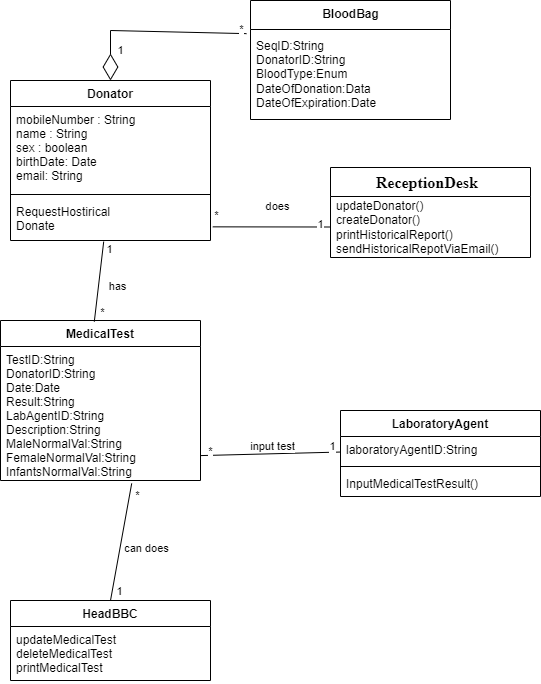 BloodBag
SeqID:String
DonatorID:String
BloodType:Enum
DateOfDonation:Data
DateOfExpiration:Date
*
1
Donator
mobileNumber : String
name : String
sex : boolean
birthDate: Date
email: String
RequestHostirical
Donate
*
does
1
ReceptionDesk
updateDonator()
createDonator()
printHistoricalReport()
sendHistoricalRepotViaEmail()
1
has
*
MedicalTest
TestID:String
DonatorID:String
Date:Date
Result:String
LabAgentID:String
Description:String
MaleNormalVal:String
FemaleNormalVal:String
InfantsNormalVal:String
*
input test
1
LaboratoryAgent
laboratoryAgentID:String
InputMedicalTestResult()
*
can does
1
HeadBBC
updateMedicalTest
deleteMedicalTest
printMedicalTest